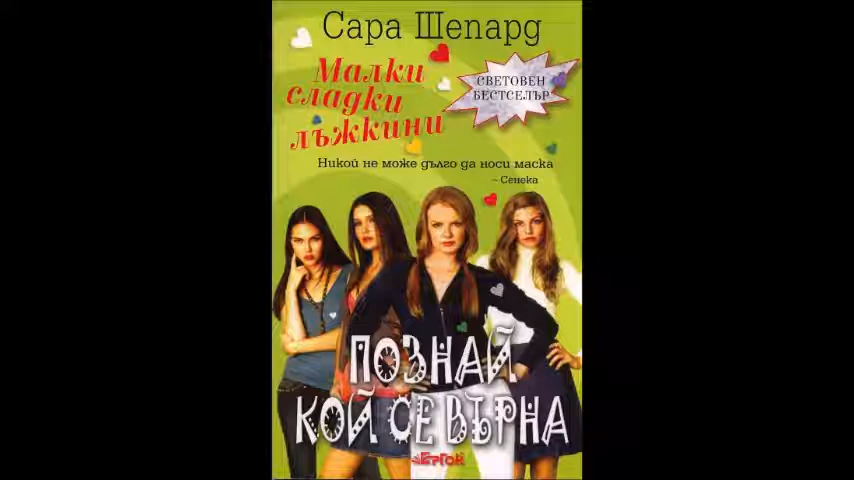 Сара Шепард
Малки
сладки
лъжкини
СВЕТОВЕН
БЕСТСЕЛЪР
Никой не може дълго да носи маска
~ Сенека
ПОЗНАЙ
КОЙ СЕ ВЪРНА
ЕРГОН